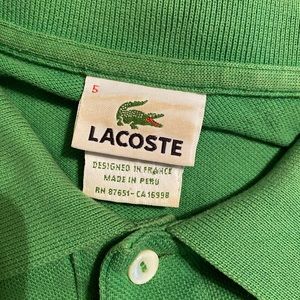 5
LACOSTE
DESIGNED IN FRANCE
MADE IN PERU
RN 87651-CA 16998